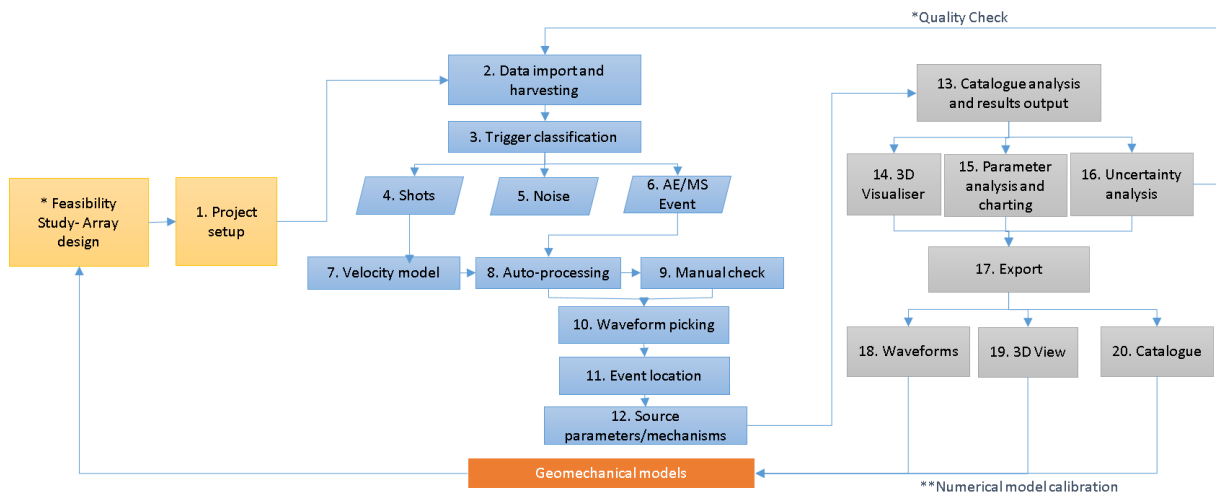 *Quality Check
2. Data import and
harvesting
3. Trigger classification
4. Shots
5. Noise
6. AE/MS
Event
* Feasibility
Study- Array
design
1. Project
setup
7. Velocity model
8. Auto-processing
9. Manual check
10. Waveform picking
11. Event location
12. Source
parameters/mechanisms
13. Catalogue analysis
and results output
14. 3D
Visualiser
15. Parameter
analysis and
charting
16. Uncertainty
analysis
17. Export
18. Waveforms
19. 3D View
20. Catalogue
Geomechanical models
**Numerical model calibration